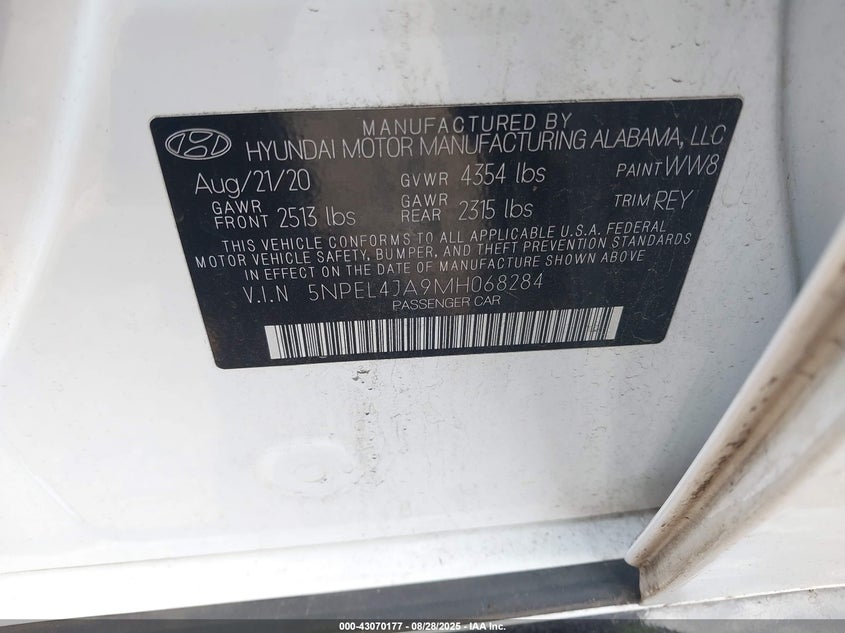 MANUFACTURED BY
HYUNDAI MOTOR MANUFACTURING ALABAMA, LLC
Aug/21/20 GVWR 4354 lbs PAINT WW8
GAWR FRONT 2513 lbs GAWR REAR 2315 lbs TRIM REY
THIS VEHICLE CONFORMS TO ALL APPLICABLE U.S.A. FEDERAL
MOTOR VEHICLE SAFETY, BUMPER, AND THEFT PREVENTION STANDARDS
IN EFFECT ON THE DATE OF MANUFACTURE SHOWN ABOVE
V.I.N 5NPEL4JA9MH068284
PASSENGER CAR
000-43070177 - 08/28/2025 - IAA Inc.